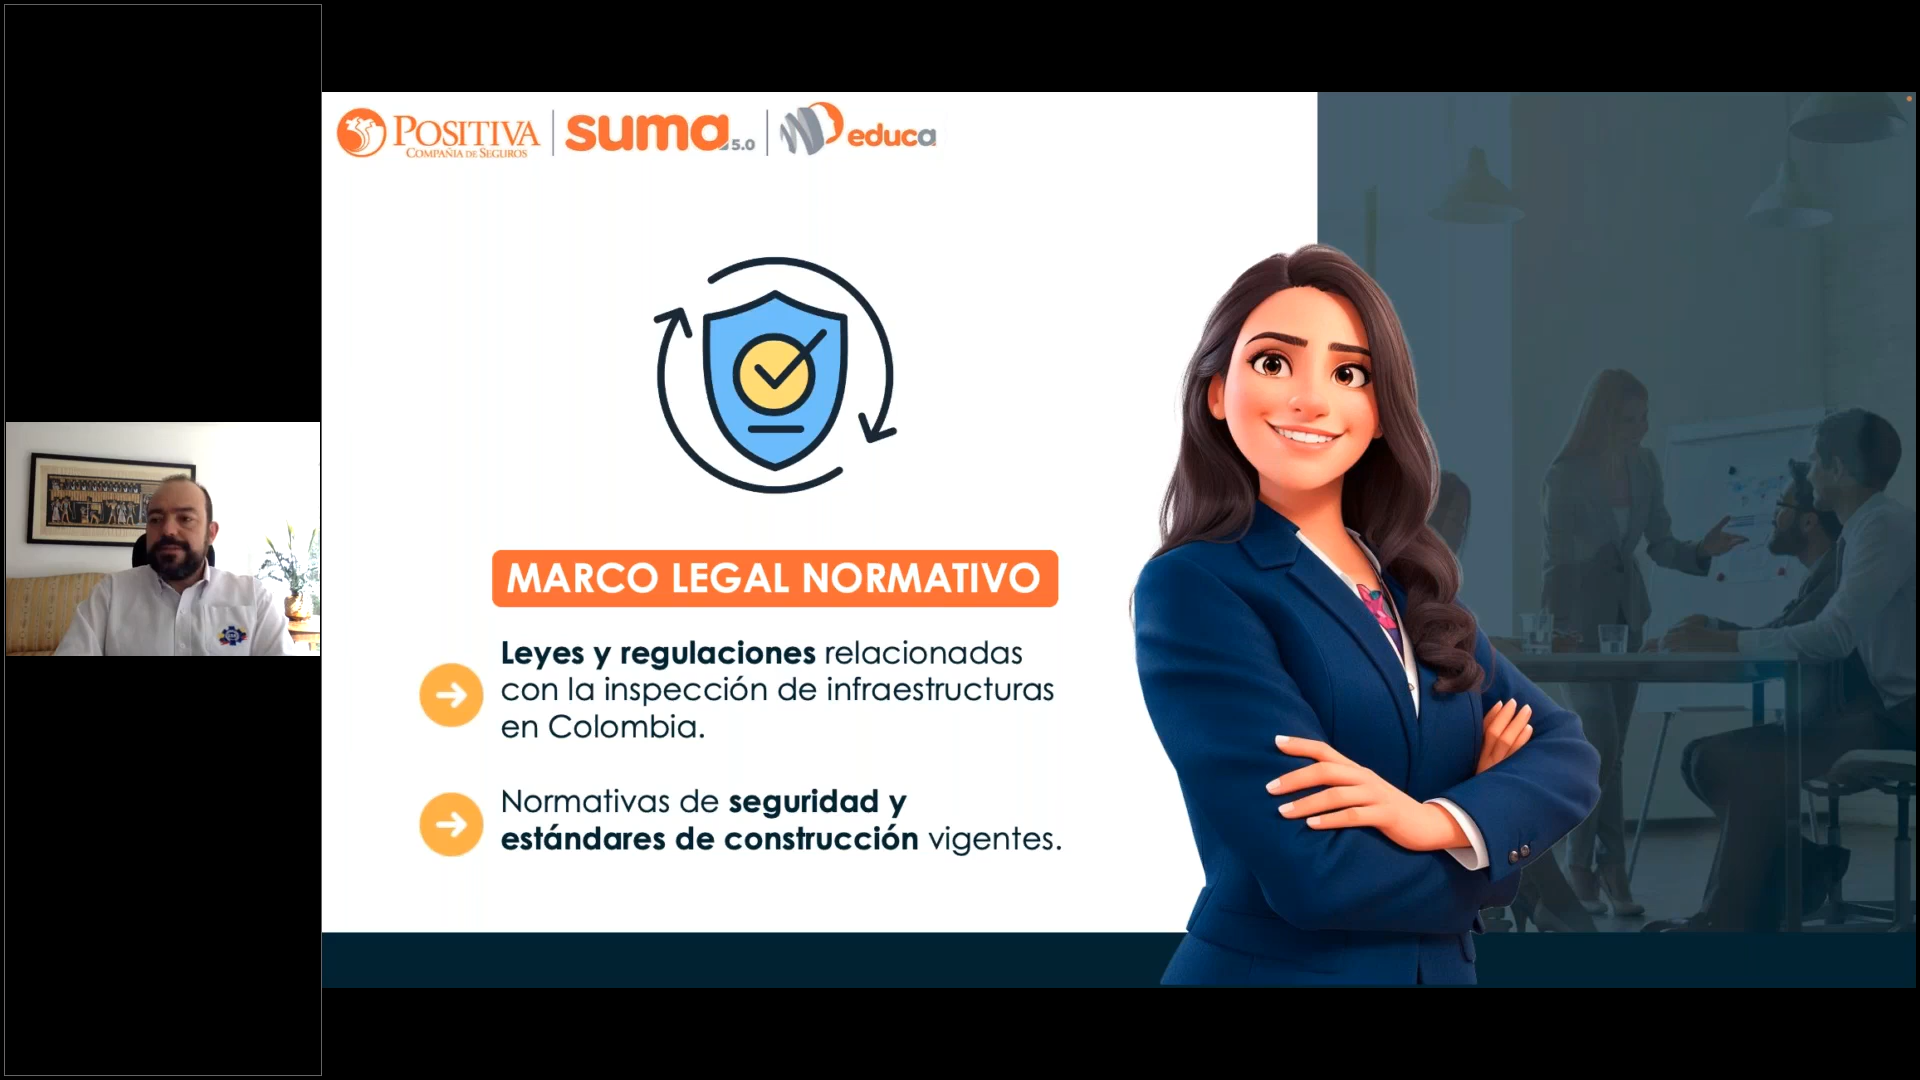 POSITIVA
COMPAÑIA DE SEGUROS
suma 5.0
educa
MARCO LEGAL NORMATIVO
Leyes y regulaciones relacionadas
con la inspección de infraestructuras
en Colombia.
Normativas de seguridad y
estándares de construcción vigentes.